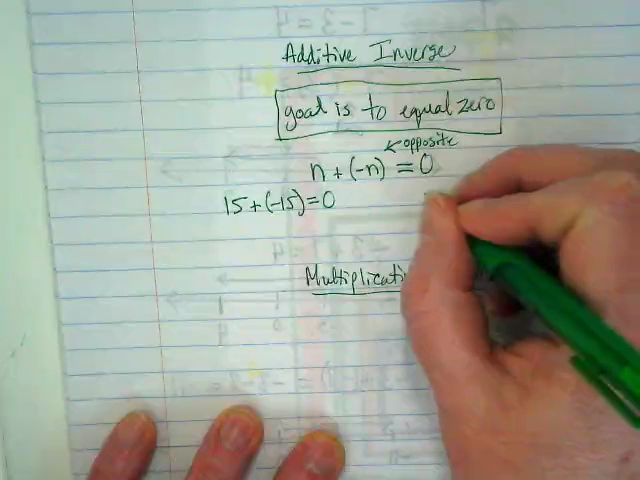 Additive Inverse
goal is to equal zero
← opposite
n + (-n) = 0
15 + (-15) = 0
Multiplicati